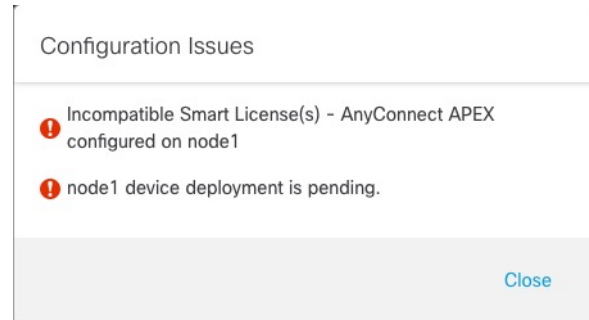 Configuration Issues
Incompatible Smart License(s) - AnyConnect APEX
configured on node1
node1 device deployment is pending.
Close